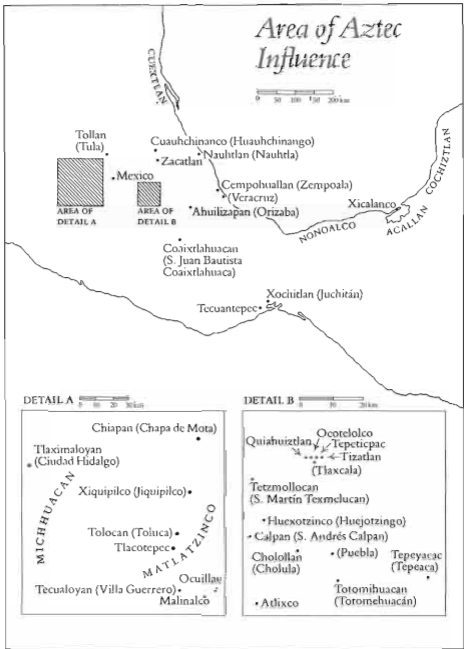 Area of Aztec
Influence
0 50 100 150 200 km
CUEXTLAN
Tollan
(Tula)
Cuauhchinanco (Huauhchinango)
Nauhtlan (Nauhtla)
Zacatlan
Mexico
AREA OF
DETAIL A
AREA OF
DETAIL B
Cempohuallan (Zempoala)
(Veracruz)
Ahuilizapan (Orizaba)
Xicalanco
COCHIZTLAN
ACALLAN
NONOALCO
Coaixtlahuacan
(S. Juan Bautista
Coaixtlahuaca)
Xochitlan (Juchitán)
Tecuantepec
DETAIL A
0 10 20 30 km
Chiapan (Chapa de Mota)
Tlaximaloyan
(Ciudad Hidalgo)
MICHHUACAN
Xiquipilco (Jiquipilco)
Tolocan (Toluca)
Tlacotepec
MATLATZINCO
Ocuillan
Tecualoyan (Villa Guerrero)
Malinalco
DETAIL B
0 10 20 km
Ocotelolco
Quiahuiztlan
Tepeticpac
Tizatlan
(Tlaxcala)
Tetzmollocan
(S. Martín Texmelucan)
Huexotzinco (Huejotzingo)
Calpan (S. Andrés Calpan)
Cholollan
(Cholula)
(Puebla)
Tepeyacac
(Tepeaca)
Totomihuacan
(Totomehuacán)
Atlixco